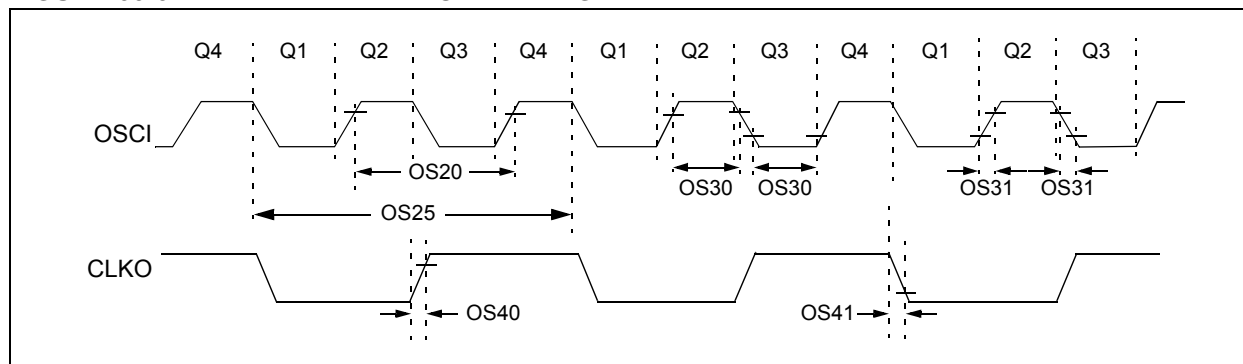 Q4 Q1 Q2 Q3 Q4 Q1 Q2 Q3 Q4 Q1 Q2 Q3
OSCI
OS20
OS30 OS30
OS31 OS31
OS25
CLKO
OS40
OS41